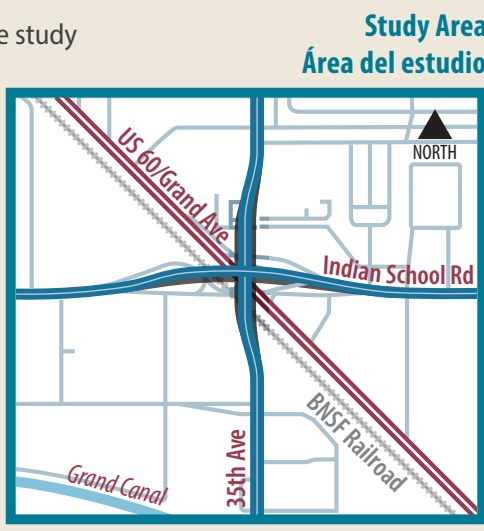 e study
Study Area
Área del estudio
NORTH
US 60/Grand Ave
Indian School Rd
BNSF Railroad
35th Ave
Grand Canal